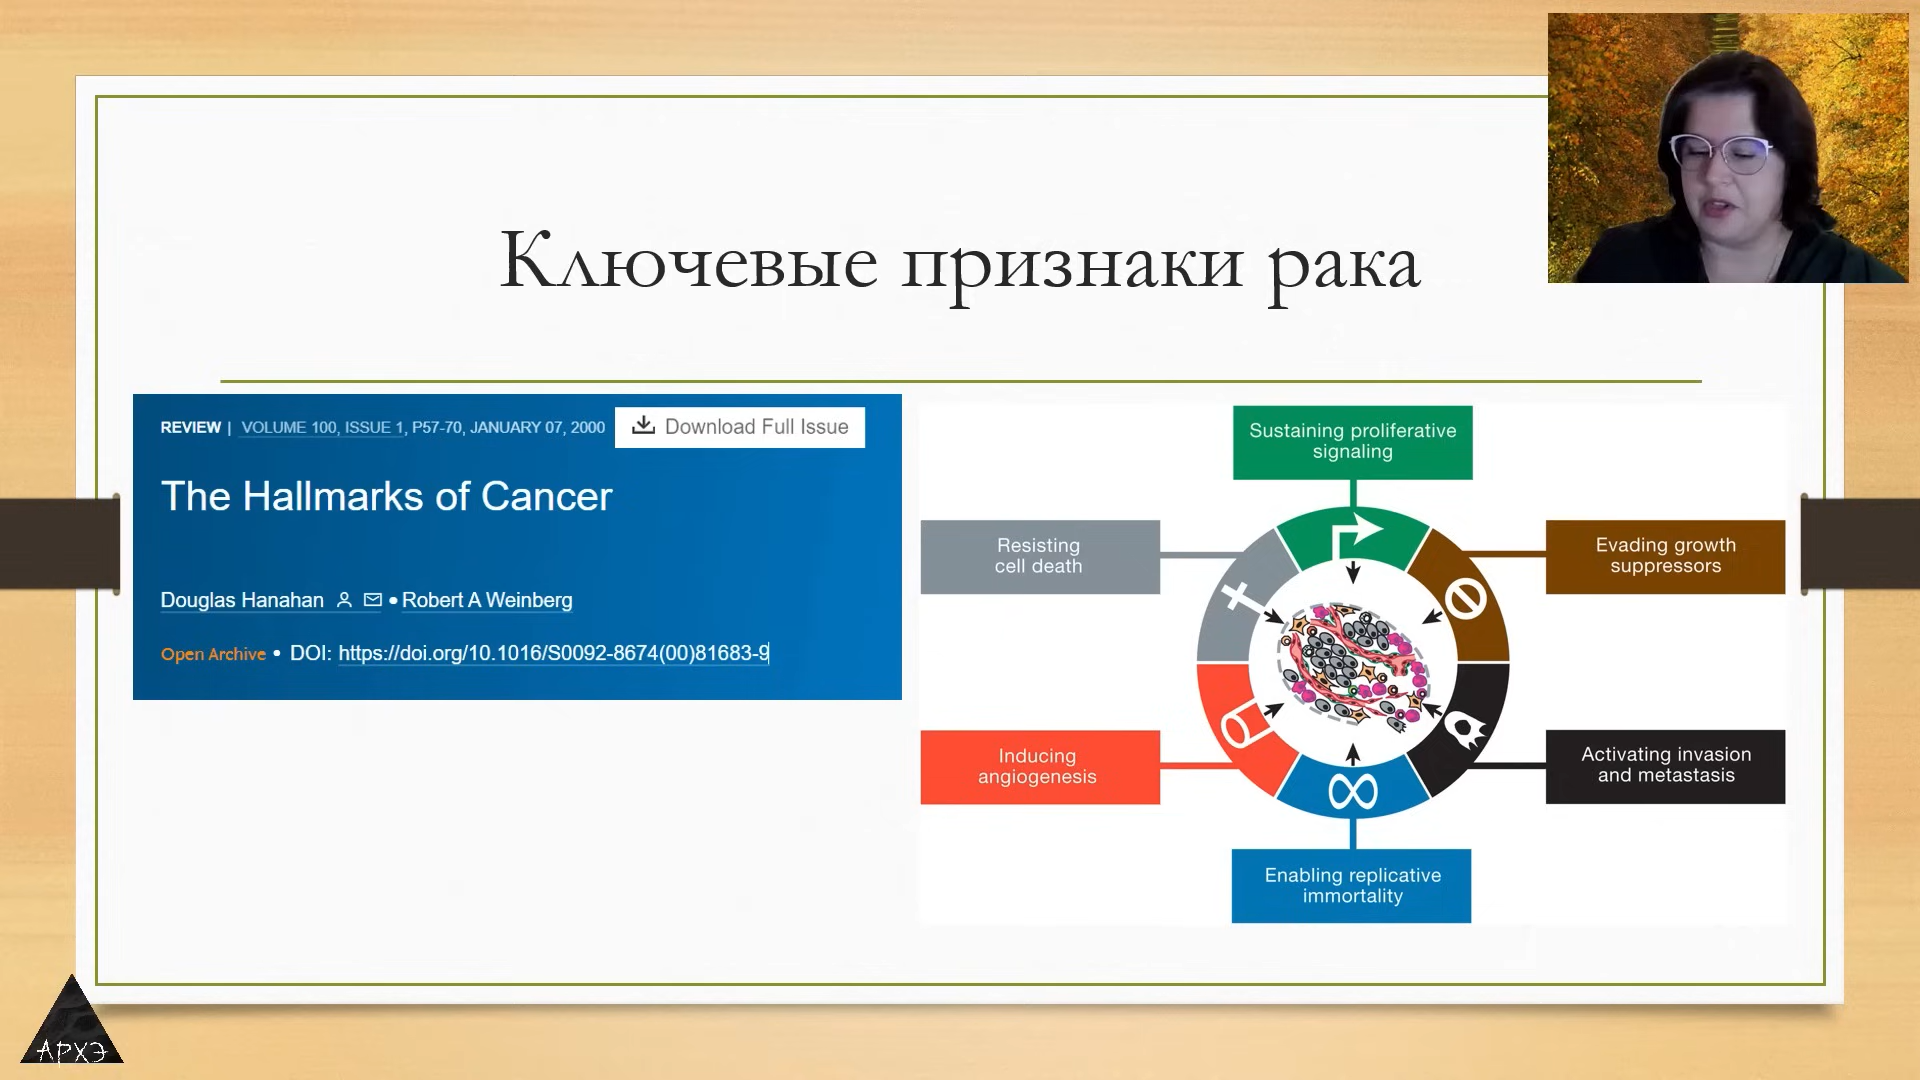 Ключевые признаки рака
REVIEW | VOLUME 100, ISSUE 1, P57-70, JANUARY 07, 2000
Download Full Issue
The Hallmarks of Cancer
Douglas Hanahan • Robert A Weinberg
Open Archive • DOI: https://doi.org/10.1016/S0092-8674(00)81683-9
Sustaining proliferative
signaling
Resisting
cell death
Evading growth
suppressors
Inducing
angiogenesis
Activating invasion
and metastasis
Enabling replicative
immortality
АРХЭ